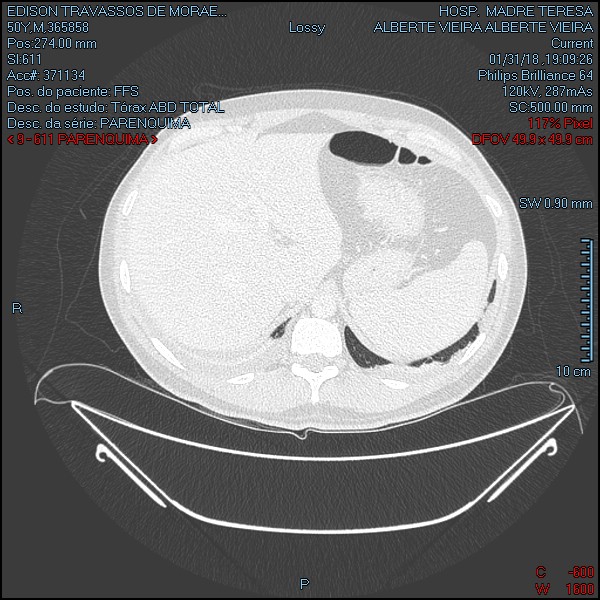 EDISON TRAVASSOS DE MORAE...
50Y,M,365858
Pos:274.00 mm
SI:611
Acc#: 371134
Pos. do paciente: FFS
Desc. do estudo: Tórax ABD TOTAL
Desc. da série: PARENQUIMA
< 9 - 611 PARENQUIMA >
Lossy
HOSP. MADRE TERESA
ALBERTE VIEIRA ALBERTE VIEIRA
Current
01/31/18 ,19:09:26
Philips Brilliance 64
120kV, 287mAs
SC:500.00 mm
117% Pixel
DFOV 49.9 x 49.9 cm
SW 0.90 mm
R
10 cm
P
C -600
W 1600